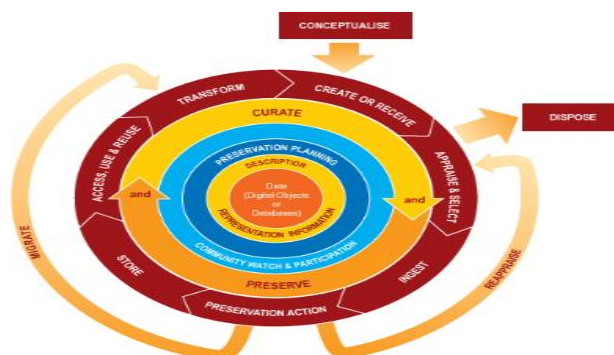 CONCEPTUALISE
DISPOSE
TRANSFORM
CREATE OR RECEIVE
APPRAISE & SELECT
INGEST
PRESERVATION ACTION
STORE
ACCESS, USE & REUSE
MIGRATE
REAPPRAISE
CURATE
and
PRESERVE
and
PRESERVATION PLANNING
COMMUNITY WATCH & PARTICIPATION
DESCRIPTION
REPRESENTATION INFORMATION
Data
(Digital Objects
or
Databases)